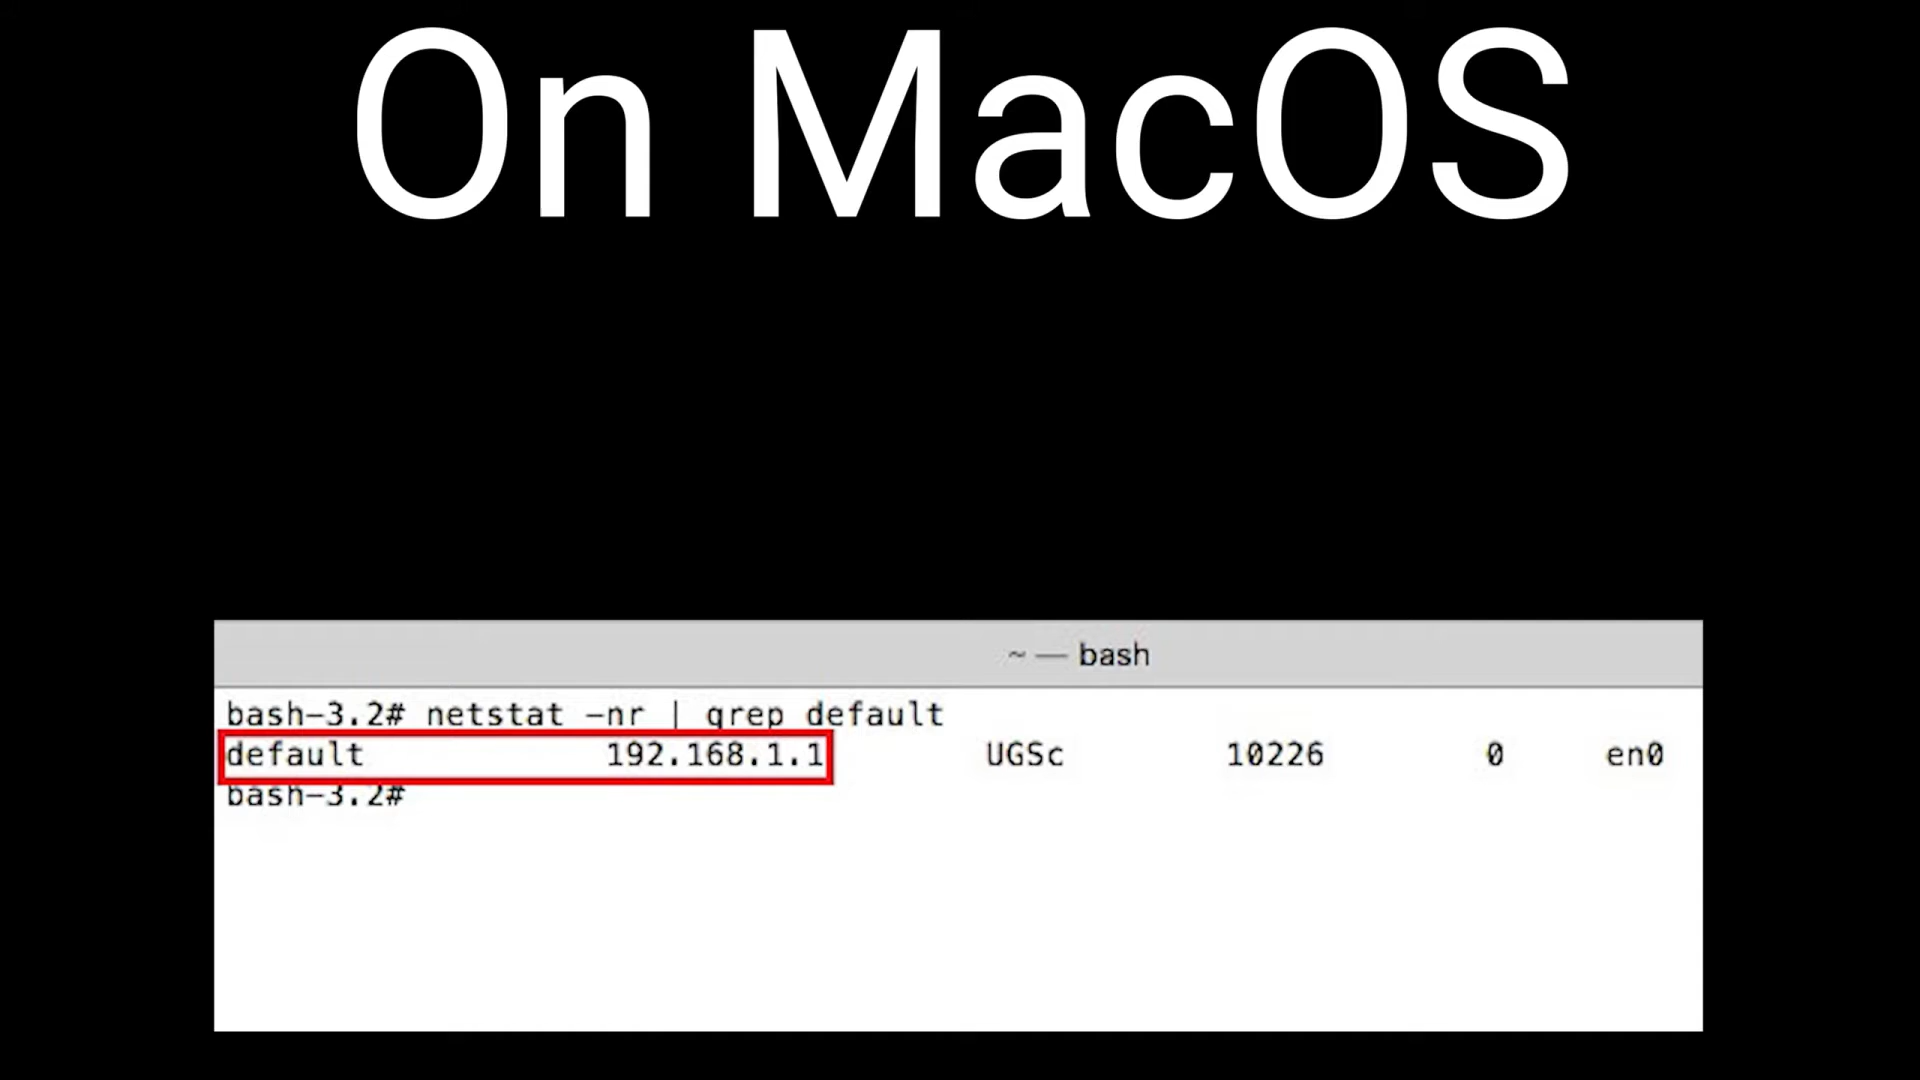 On MacOS
~ — bash
bash-3.2# netstat -nr | grep default
default 192.168.1.1 UGSc 10226 0 en0
bash-3.2#